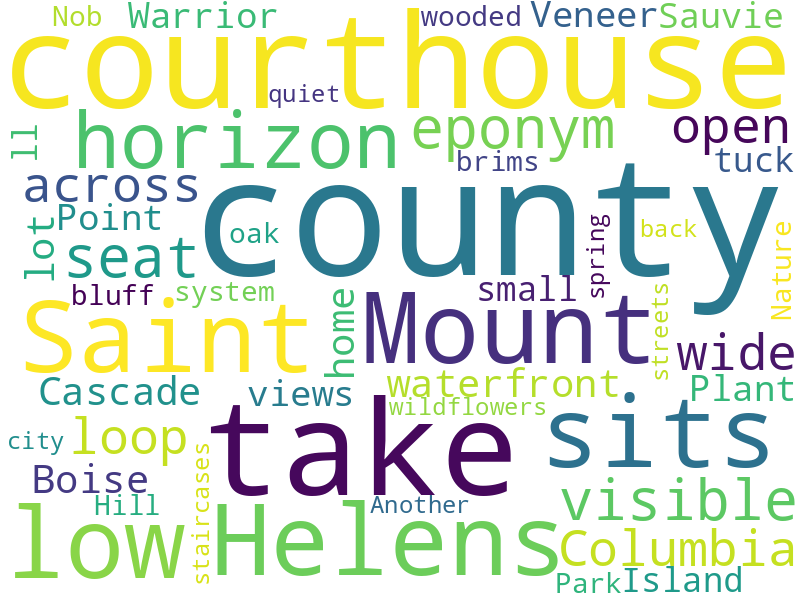 Nob Warrior wooded Veneer Sauvie
courthouse
quiet
ll horizon eponym open
brims tuck
across county
lot Point oak spring back Nature
seat
bluff system small streets
Saint home Mount wide
Cascade views waterfront Plant
wildflowers
city loop take sits
Boise staircases
Hill Another visible
low Helens Columbia
Park Island